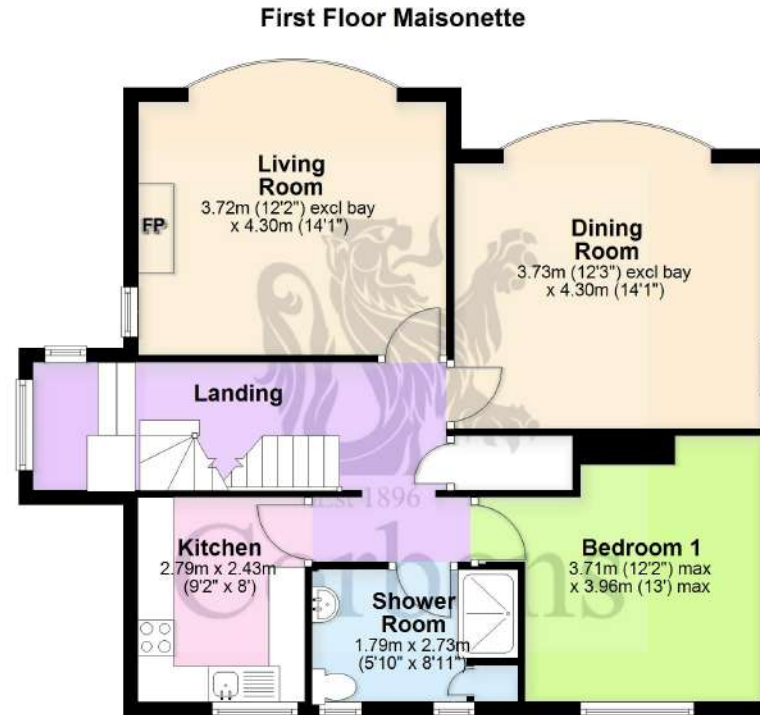 First Floor Maisonette
Living
Room
3.72m (12'2") excl bay
x 4.30m (14'1")
FP
Dining
Room
3.73m (12'3") excl bay
x 4.30m (14'1")
Landing
Est 1896
Kitchen
2.79m x 2.43m
(9'2" x 8')
Bedroom 1
3.71m (12'2") max
x 3.96m (13') max
Shower
Room
1.79m x 2.73m
(5'10" x 8'11")